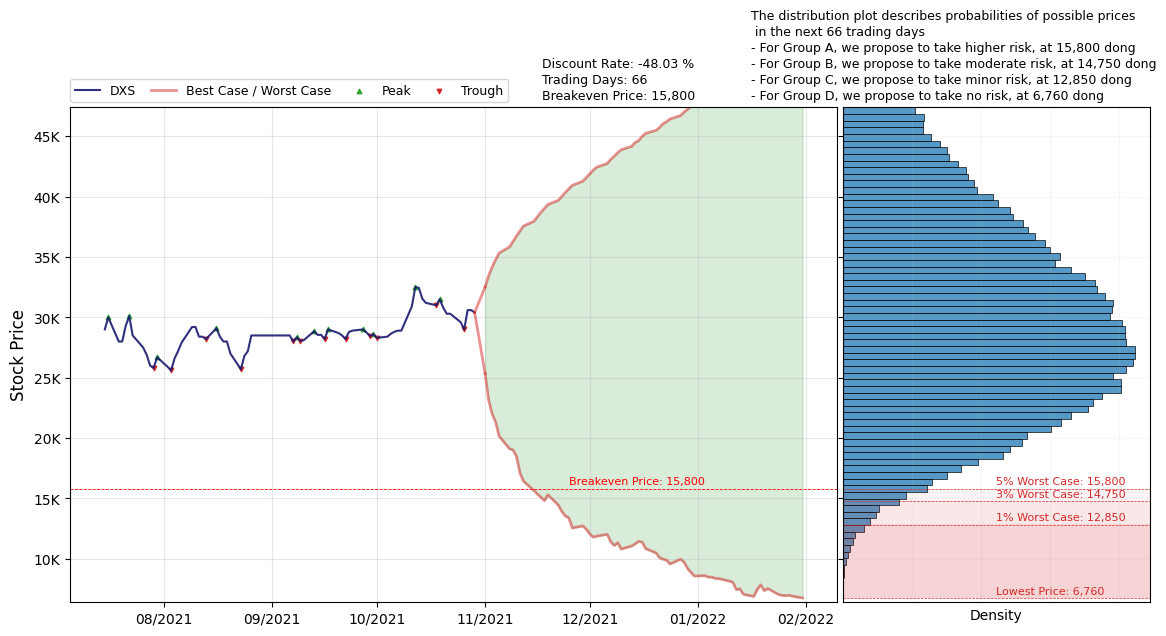 The distribution plot describes probabilities of possible prices
in the next 66 trading days
- For Group A, we propose to take higher risk, at 15,800 dong
- For Group B, we propose to take moderate risk, at 14,750 dong
- For Group C, we propose to take minor risk, at 12,850 dong
- For Group D, we propose to take no risk, at 6,760 dong
Discount Rate: -48.03 %
Trading Days: 66
Breakeven Price: 15,800
DXS Best Case / Worst Case Peak Trough
Stock Price
45K
40K
35K
30K
25K
20K
15K
10K
Breakeven Price: 15,800
5% Worst Case: 15,800
3% Worst Case: 14,750
1% Worst Case: 12,850
Lowest Price: 6,760
08/2021 09/2021 10/2021 11/2021 12/2021 01/2022 02/2022
Density